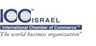 ICC ISRAEL
International Chamber of Commerce
The world business organization"